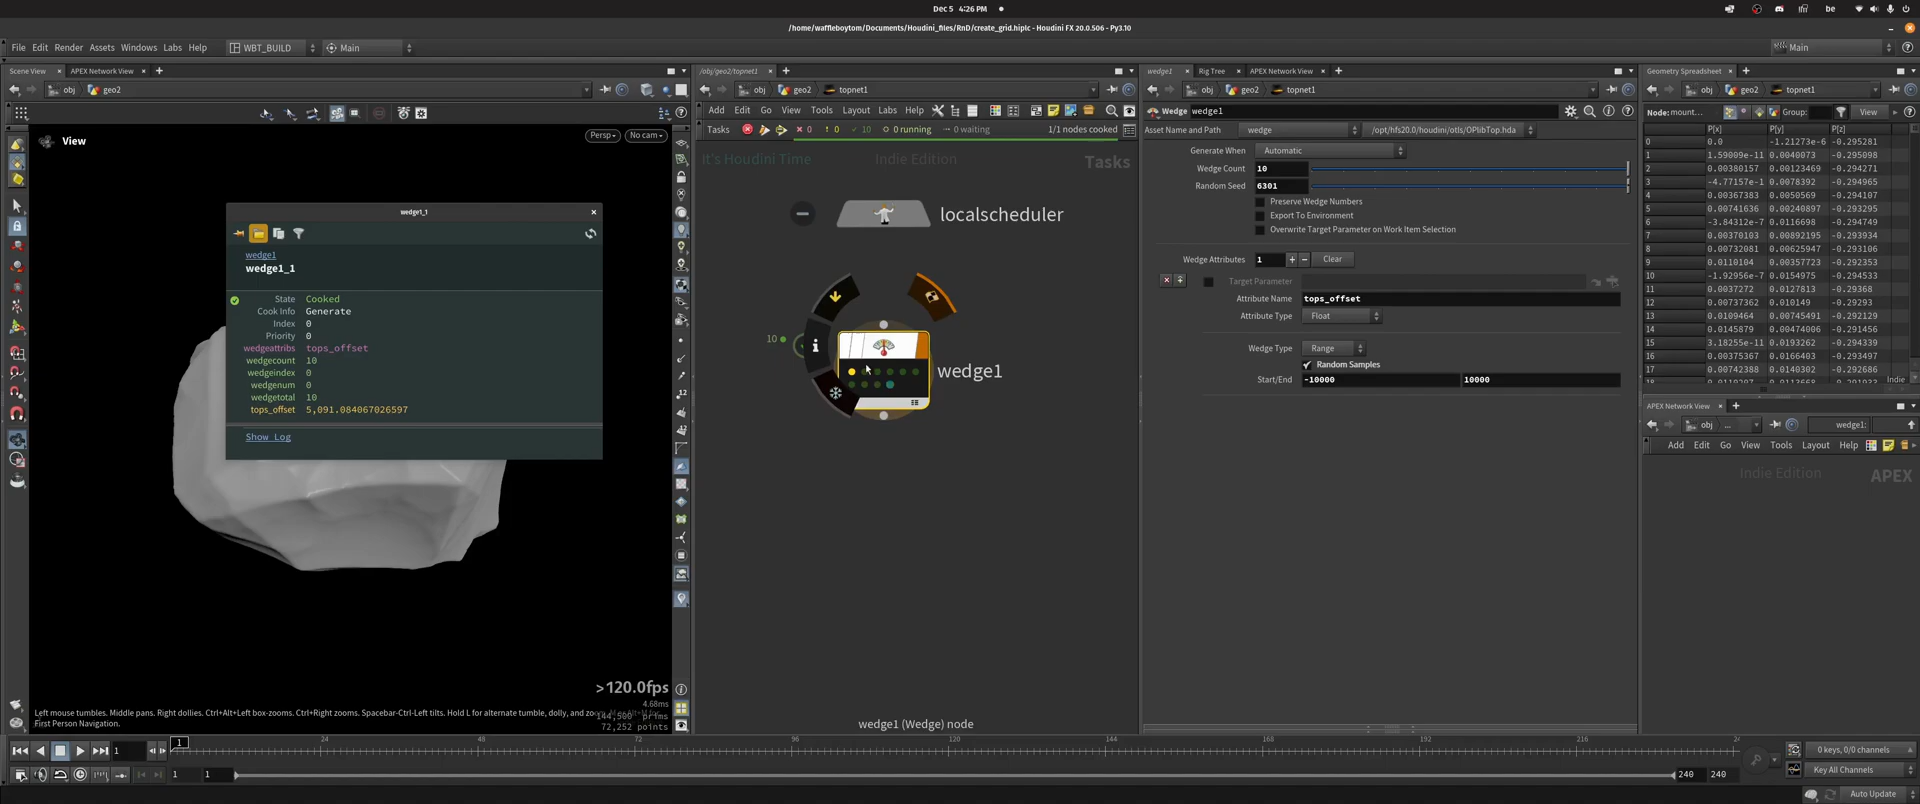 Dec 5 4:26 PM
be
/home/waffleboytom/Documents/Houdini_files/RnD/create_grid.hiplc - Houdini FX 20.0.506 - Py3.10
File Edit Render Assets Windows Labs Help WBT_BUILD Main
Main
Scene View APEX Network View
obj geo2
View
Persp No cam
wedge1_1
wedge1
wedge1_1
State Cooked
Cook Info Generate
Index 0
Priority 0
wedgeattribs tops_offset
wedgecount 10
wedgeindex 0
wedgenum 0
wedgetotal 10
tops_offset 5,091.084067026597
Show Log
>120.0fps
4.68ms
144,500 prims
72,252 points
Left mouse tumbles. Middle pans. Right dollies. Ctrl+Alt+Left box-zooms. Ctrl+Right zooms. Spacebar-Ctrl-Left tilts. Hold L for alternate tumble, dolly, and
First Person Navigation.
/obj/geo2/topnet1
obj geo2 topnet1
Add Edit Go View Tools Layout Labs Help
Tasks 0 0 10 0 running 0 waiting 1/1 nodes cooked
It's Houdini Time Indie Edition Tasks
localscheduler
10
wedge1
wedge1 (Wedge) node
wedge1 Rig Tree APEX Network View
obj geo2 topnet1
Wedge wedge1
Asset Name and Path wedge /opt/hfs20.0/houdini/otls/OPlibTop.hda
Generate When Automatic
Wedge Count 10
Random Seed 6301
Preserve Wedge Numbers
Export To Environment
Overwrite Target Parameter on Work Item Selection
Wedge Attributes 1 Clear
Target Parameter
Attribute Name tops_offset
Attribute Type Float
Wedge Type Range
Random Samples
Start/End -10000 10000
Geometry Spreadsheet
obj geo2 topnet1
Node: mount... Group: View
P[x] P[y] P[z]
0 0.0 -1.21273e-6 -0.295281
1 1.59009e-11 0.0040073 -0.295098
2 0.00380157 0.00123469 -0.294271
3 -4.77157e-1 0.0078392 -0.294965
4 0.00367383 0.0050569 -0.294107
5 0.00741636 0.00240897 -0.293295
6 -3.84312e-7 0.0116698 -0.294749
7 0.00370103 0.00892195 -0.293934
8 0.00732081 0.00625947 -0.293106
9 0.0110104 0.00357723 -0.293155
10 -1.92956e-7 0.0154975 -0.294533
11 0.0037272 0.0127813 -0.29368
12 0.00737362 0.010149 -0.29293
13 0.0109464 0.00745491 -0.292129
14 0.0145879 0.00474006 -0.291456
15 3.18255e-11 0.0193362 -0.294339
16 0.00375237 0.0166403 -0.293497
17 0.00742068 0.0140302 -0.292686
Indie
APEX Network View
obj ... wedge1:
Add Edit Go View Tools Layout Help
Indie Edition APEX
1 1 24 48 72 96 120 144 168 192 216
0 keys, 0/0 channels
1 1 240 240
Key All Channels
Auto Update